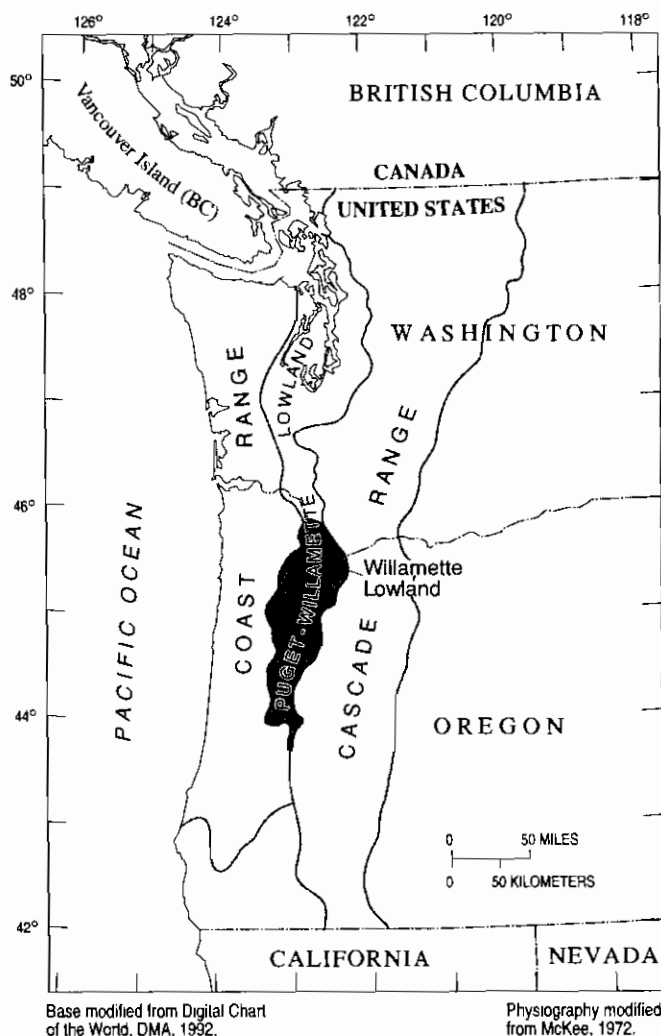 126°
124°
122°
120°
118°
50°
BRITISH COLUMBIA
Vancouver Island (BC)
CANADA
UNITED STATES
48°
WASHINGTON
COAST RANGE
PUGET-WILLAMETTE LOWLAND
CASCADE RANGE
46°
PACIFIC OCEAN
Willamette
Lowland
44°
OREGON
0 50 MILES
0 50 KILOMETERS
42°
CALIFORNIA
NEVADA
Base modified from Digital Chart
of the World, DMA, 1992.
Physiography modified
from McKee, 1972.